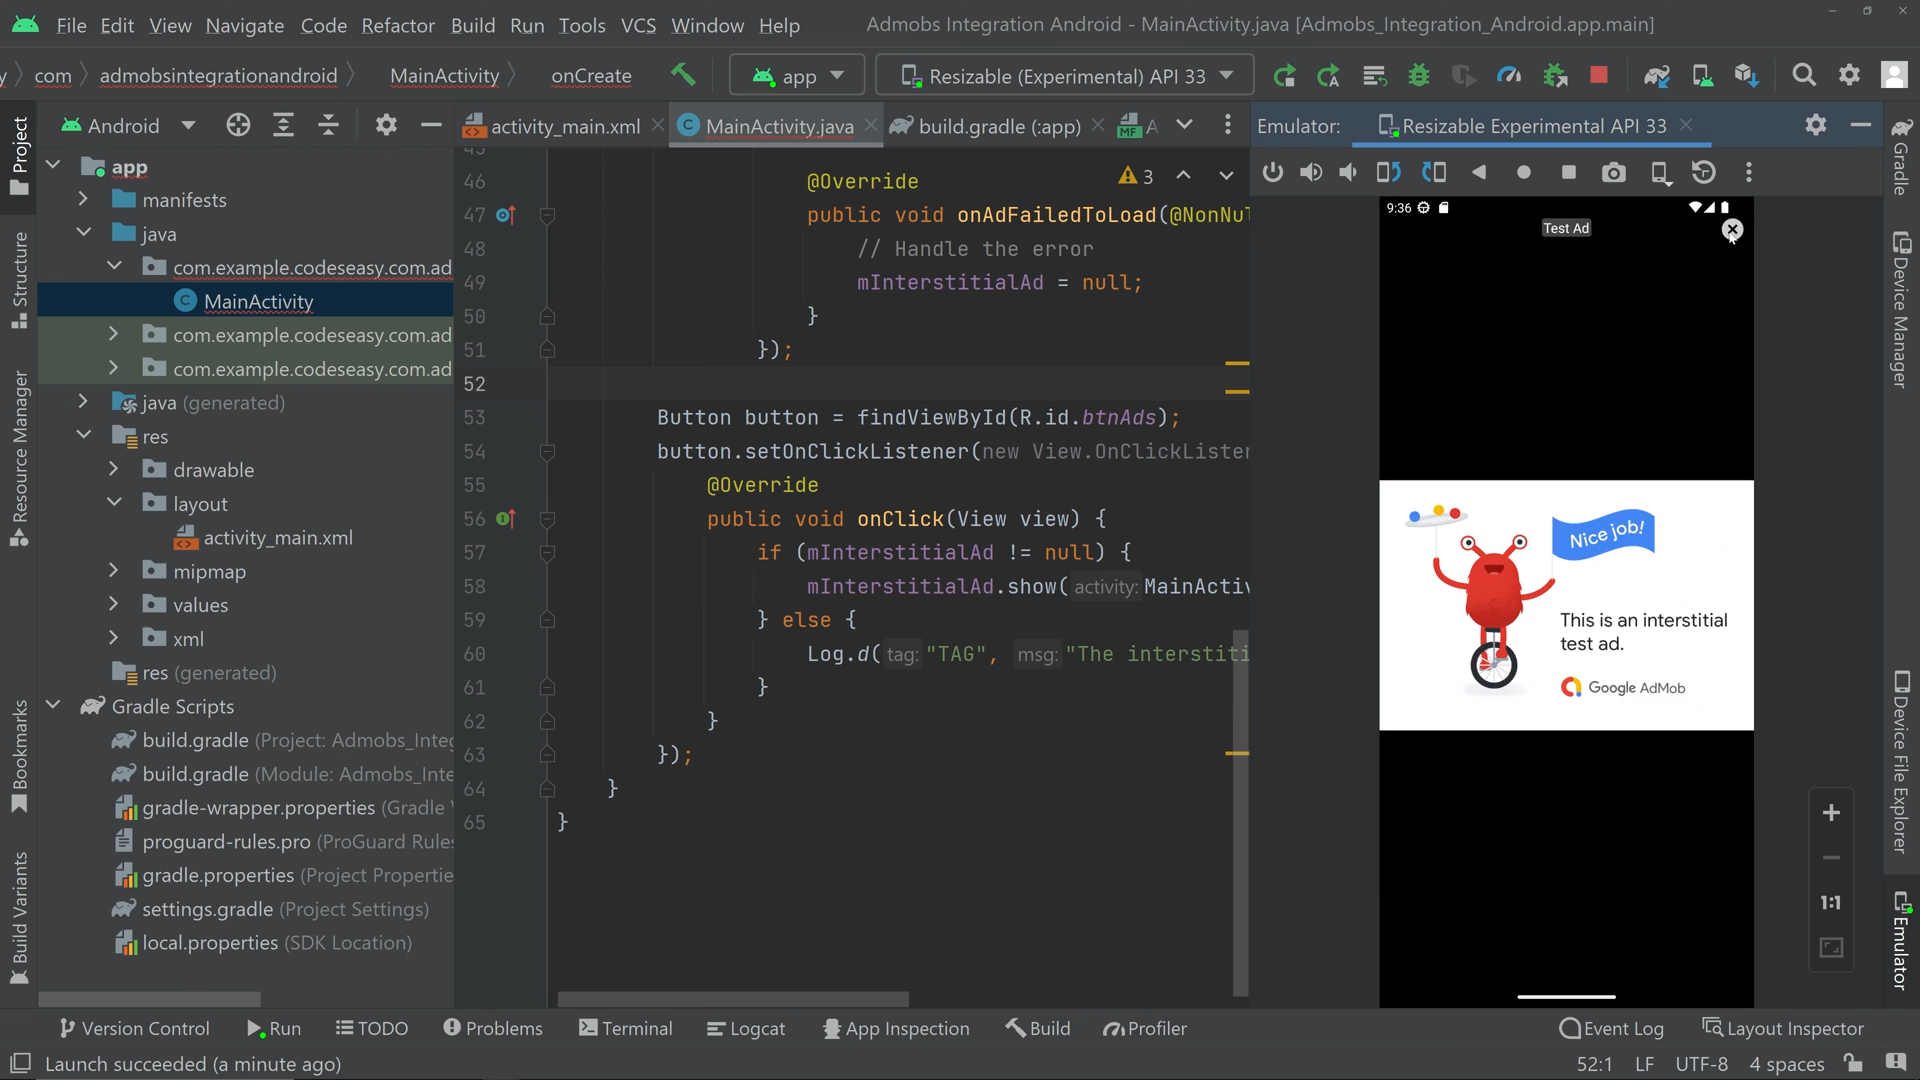 File Edit View Navigate Code Refactor Build Run Tools VCS Window Help Admobs Integration Android - MainActivity.java [Admobs_Integration_Android.app.main]
y com admobsintegrationandroid MainActivity onCreate app Resizable (Experimental) API 33
Android
activity_main.xml MainActivity.java build.gradle (:app) A
Emulator: Resizable Experimental API 33
Project
Structure
Resource Manager
Bookmarks
Build Variants
app
manifests
java
com.example.codeseasy.com.ad
MainActivity
com.example.codeseasy.com.ad
com.example.codeseasy.com.ad
java (generated)
res
drawable
layout
activity_main.xml
mipmap
values
xml
res (generated)
Gradle Scripts
build.gradle (Project: Admobs_Integ
build.gradle (Module: Admobs_Inte
gradle-wrapper.properties (Gradle
proguard-rules.pro (ProGuard Rules
gradle.properties (Project Propertie
settings.gradle (Project Settings)
local.properties (SDK Location)
3
45
46 @Override
47 public void onAdFailedToLoad(@NonNul
48 // Handle the error
49 mInterstitialAd = null;
50 }
51 });
52
53 Button button = findViewById(R.id.btnAds);
54 button.setOnClickListener(new View.OnClickListen
55 @Override
56 public void onClick(View view) {
57 if (mInterstitialAd != null) {
58 mInterstitialAd.show( activity: MainActiv
59 } else {
60 Log.d( tag: "TAG", msg: "The interstiti
61 }
62 }
63 });
64 }
65 }
9:36
Test Ad
Nice job!
This is an interstitial
test ad.
Google AdMob
1:1
Gradle
Device Manager
Device File Explorer
Emulator
Version Control Run TODO Problems Terminal Logcat App Inspection Build Profiler Event Log Layout Inspector
Launch succeeded (a minute ago) 52:1 LF UTF-8 4 spaces